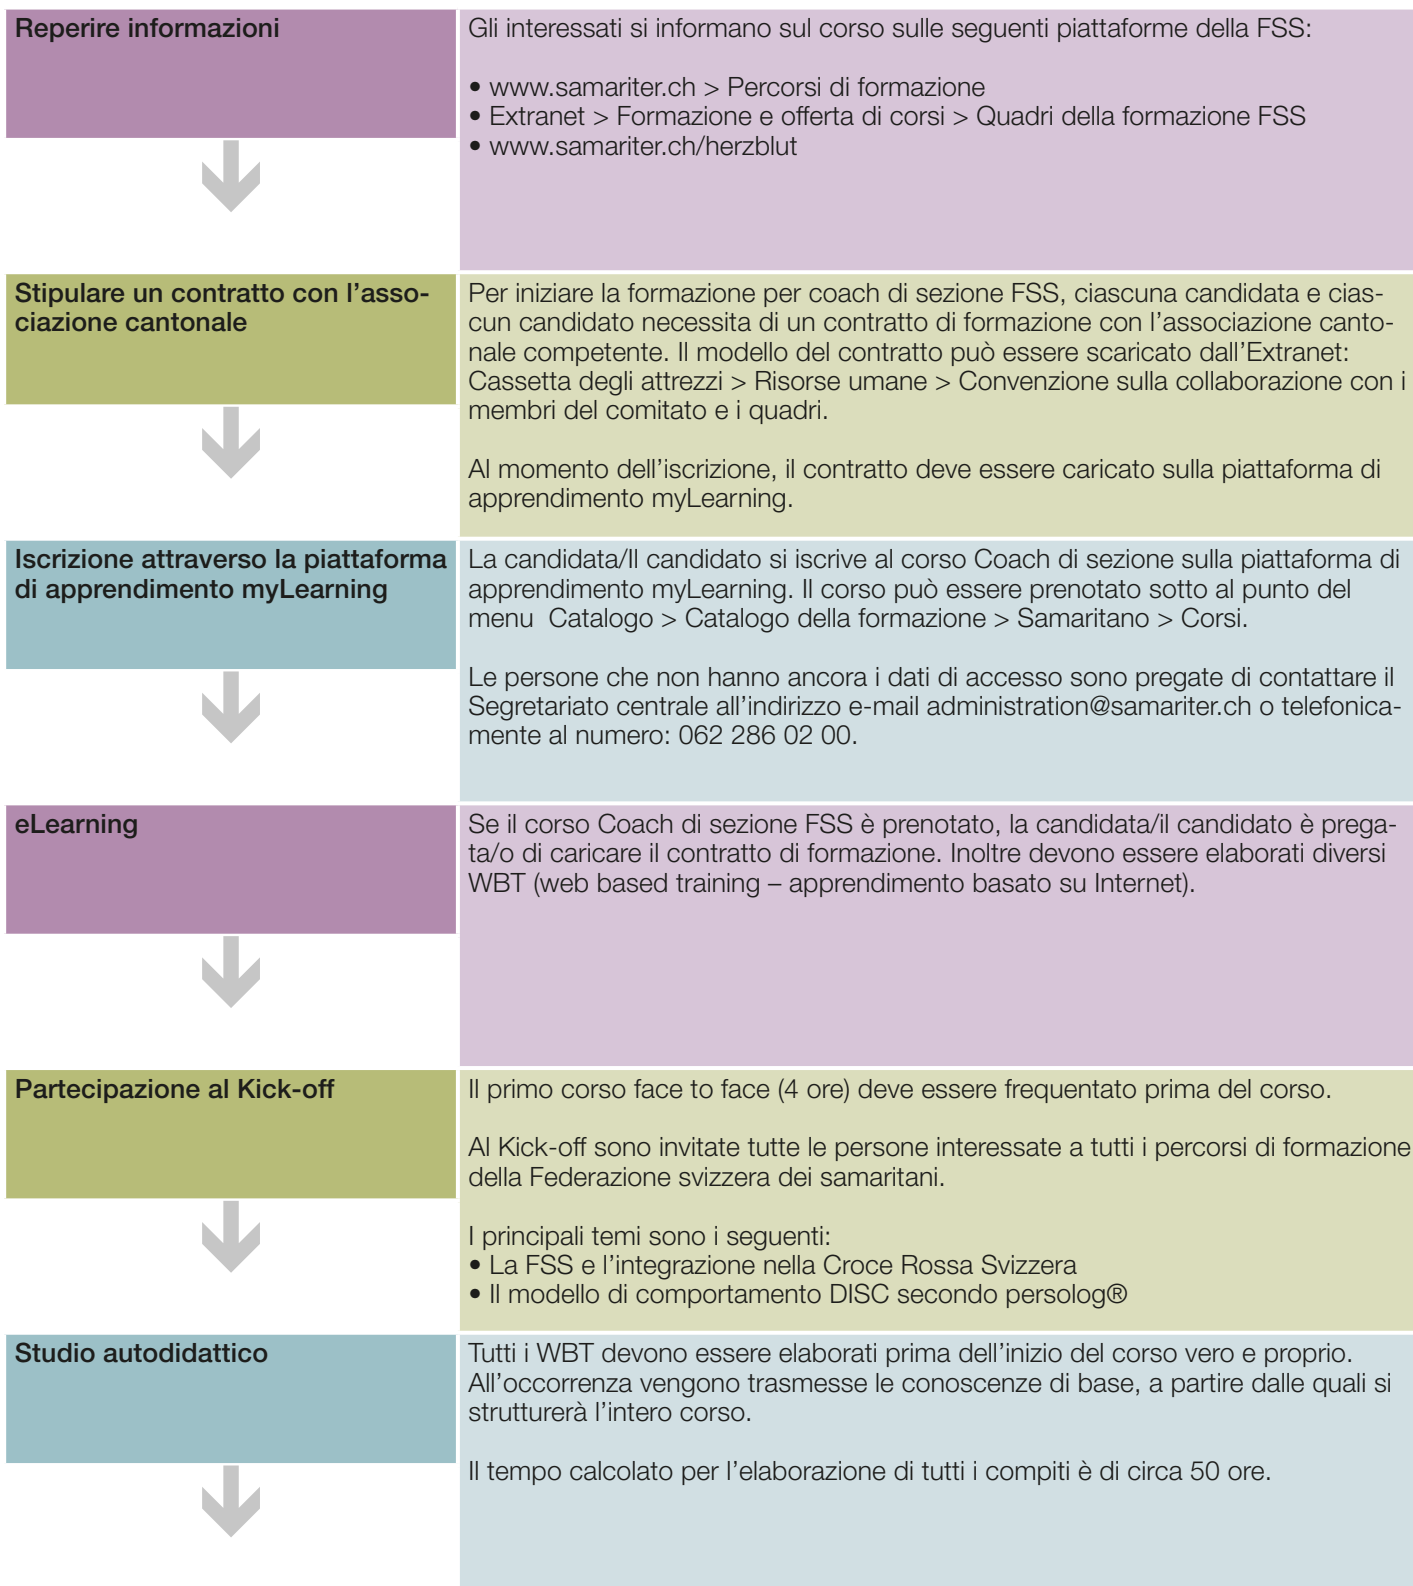 Reperire informazioni
Gli interessati si informano sul corso sulle seguenti piattaforme della FSS:
• www.samariter.ch > Percorsi di formazione
• Extranet > Formazione e offerta di corsi > Quadri della formazione FSS
• www.samariter.ch/herzblut
Stipulare un contratto con l’asso-
ciazione cantonale
Per iniziare la formazione per coach di sezione FSS, ciascuna candidata e cias-
cun candidato necessita di un contratto di formazione con l’associazione canto-
nale competente. Il modello del contratto può essere scaricato dall’Extranet:
Cassetta degli attrezzi > Risorse umane > Convenzione sulla collaborazione con i
membri del comitato e i quadri.
Al momento dell’iscrizione, il contratto deve essere caricato sulla piattaforma di
apprendimento myLearning.
Iscrizione attraverso la piattaforma
di apprendimento myLearning
La candidata/Il candidato si iscrive al corso Coach di sezione sulla piattaforma di
apprendimento myLearning. Il corso può essere prenotato sotto al punto del
menu  Catalogo > Catalogo della formazione > Samaritano > Corsi.
Le persone che non hanno ancora i dati di accesso sono pregate di contattare il
Segretariato centrale all’indirizzo e-mail administration@samariter.ch o telefonica-
mente al numero: 062 286 02 00.
eLearning
Se il corso Coach di sezione FSS è prenotato, la candidata/il candidato è prega-
ta/o di caricare il contratto di formazione. Inoltre devono essere elaborati diversi
WBT (web based training – apprendimento basato su Internet).
Partecipazione al Kick-off
Il primo corso face to face (4 ore) deve essere frequentato prima del corso.
Al Kick-off sono invitate tutte le persone interessate a tutti i percorsi di formazione
della Federazione svizzera dei samaritani.
I principali temi sono i seguenti:
• La FSS e l’integrazione nella Croce Rossa Svizzera
• Il modello di comportamento DISC secondo persolog®
Studio autodidattico
Tutti i WBT devono essere elaborati prima dell’inizio del corso vero e proprio.
All’occorrenza vengono trasmesse le conoscenze di base, a partire dalle quali si
strutturerà l’intero corso.
Il tempo calcolato per l’elaborazione di tutti i compiti è di circa 50 ore.